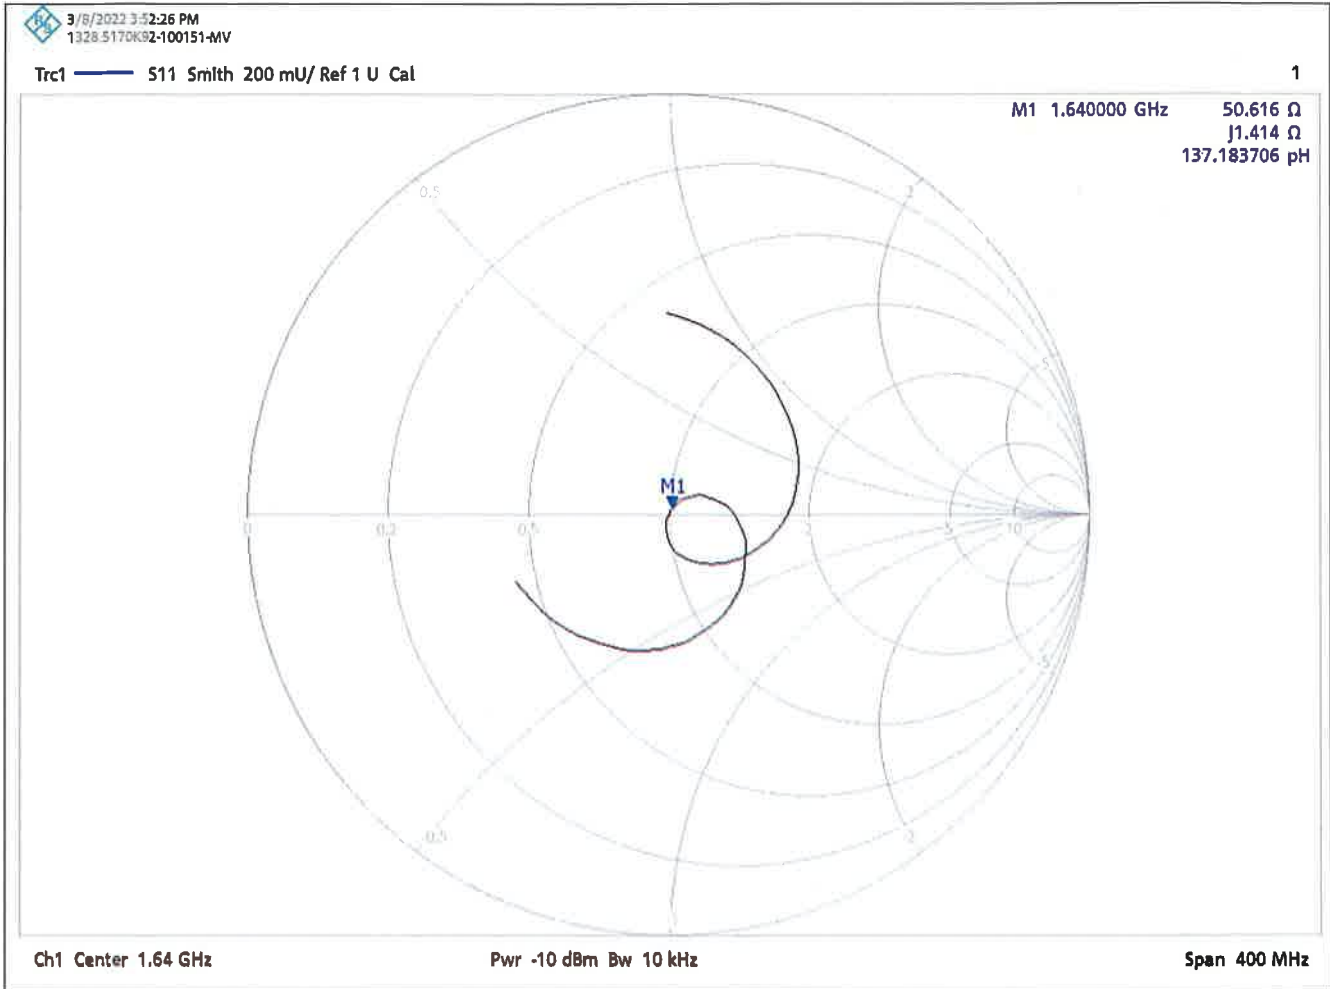 3/8/2022 3:52:26 PM
1328.5170K92-100151-MV
Trc1 S11 Smith 200 mU/ Ref 1 U Cal
1
M1 1.640000 GHz 50.616 Ω
j1.414 Ω
137.183706 pH
0.5
2
5
M1
0 0.2 0.5 2 5 10
-5
-0.5
-2
Ch1 Center 1.64 GHz Pwr -10 dBm Bw 10 kHz Span 400 MHz